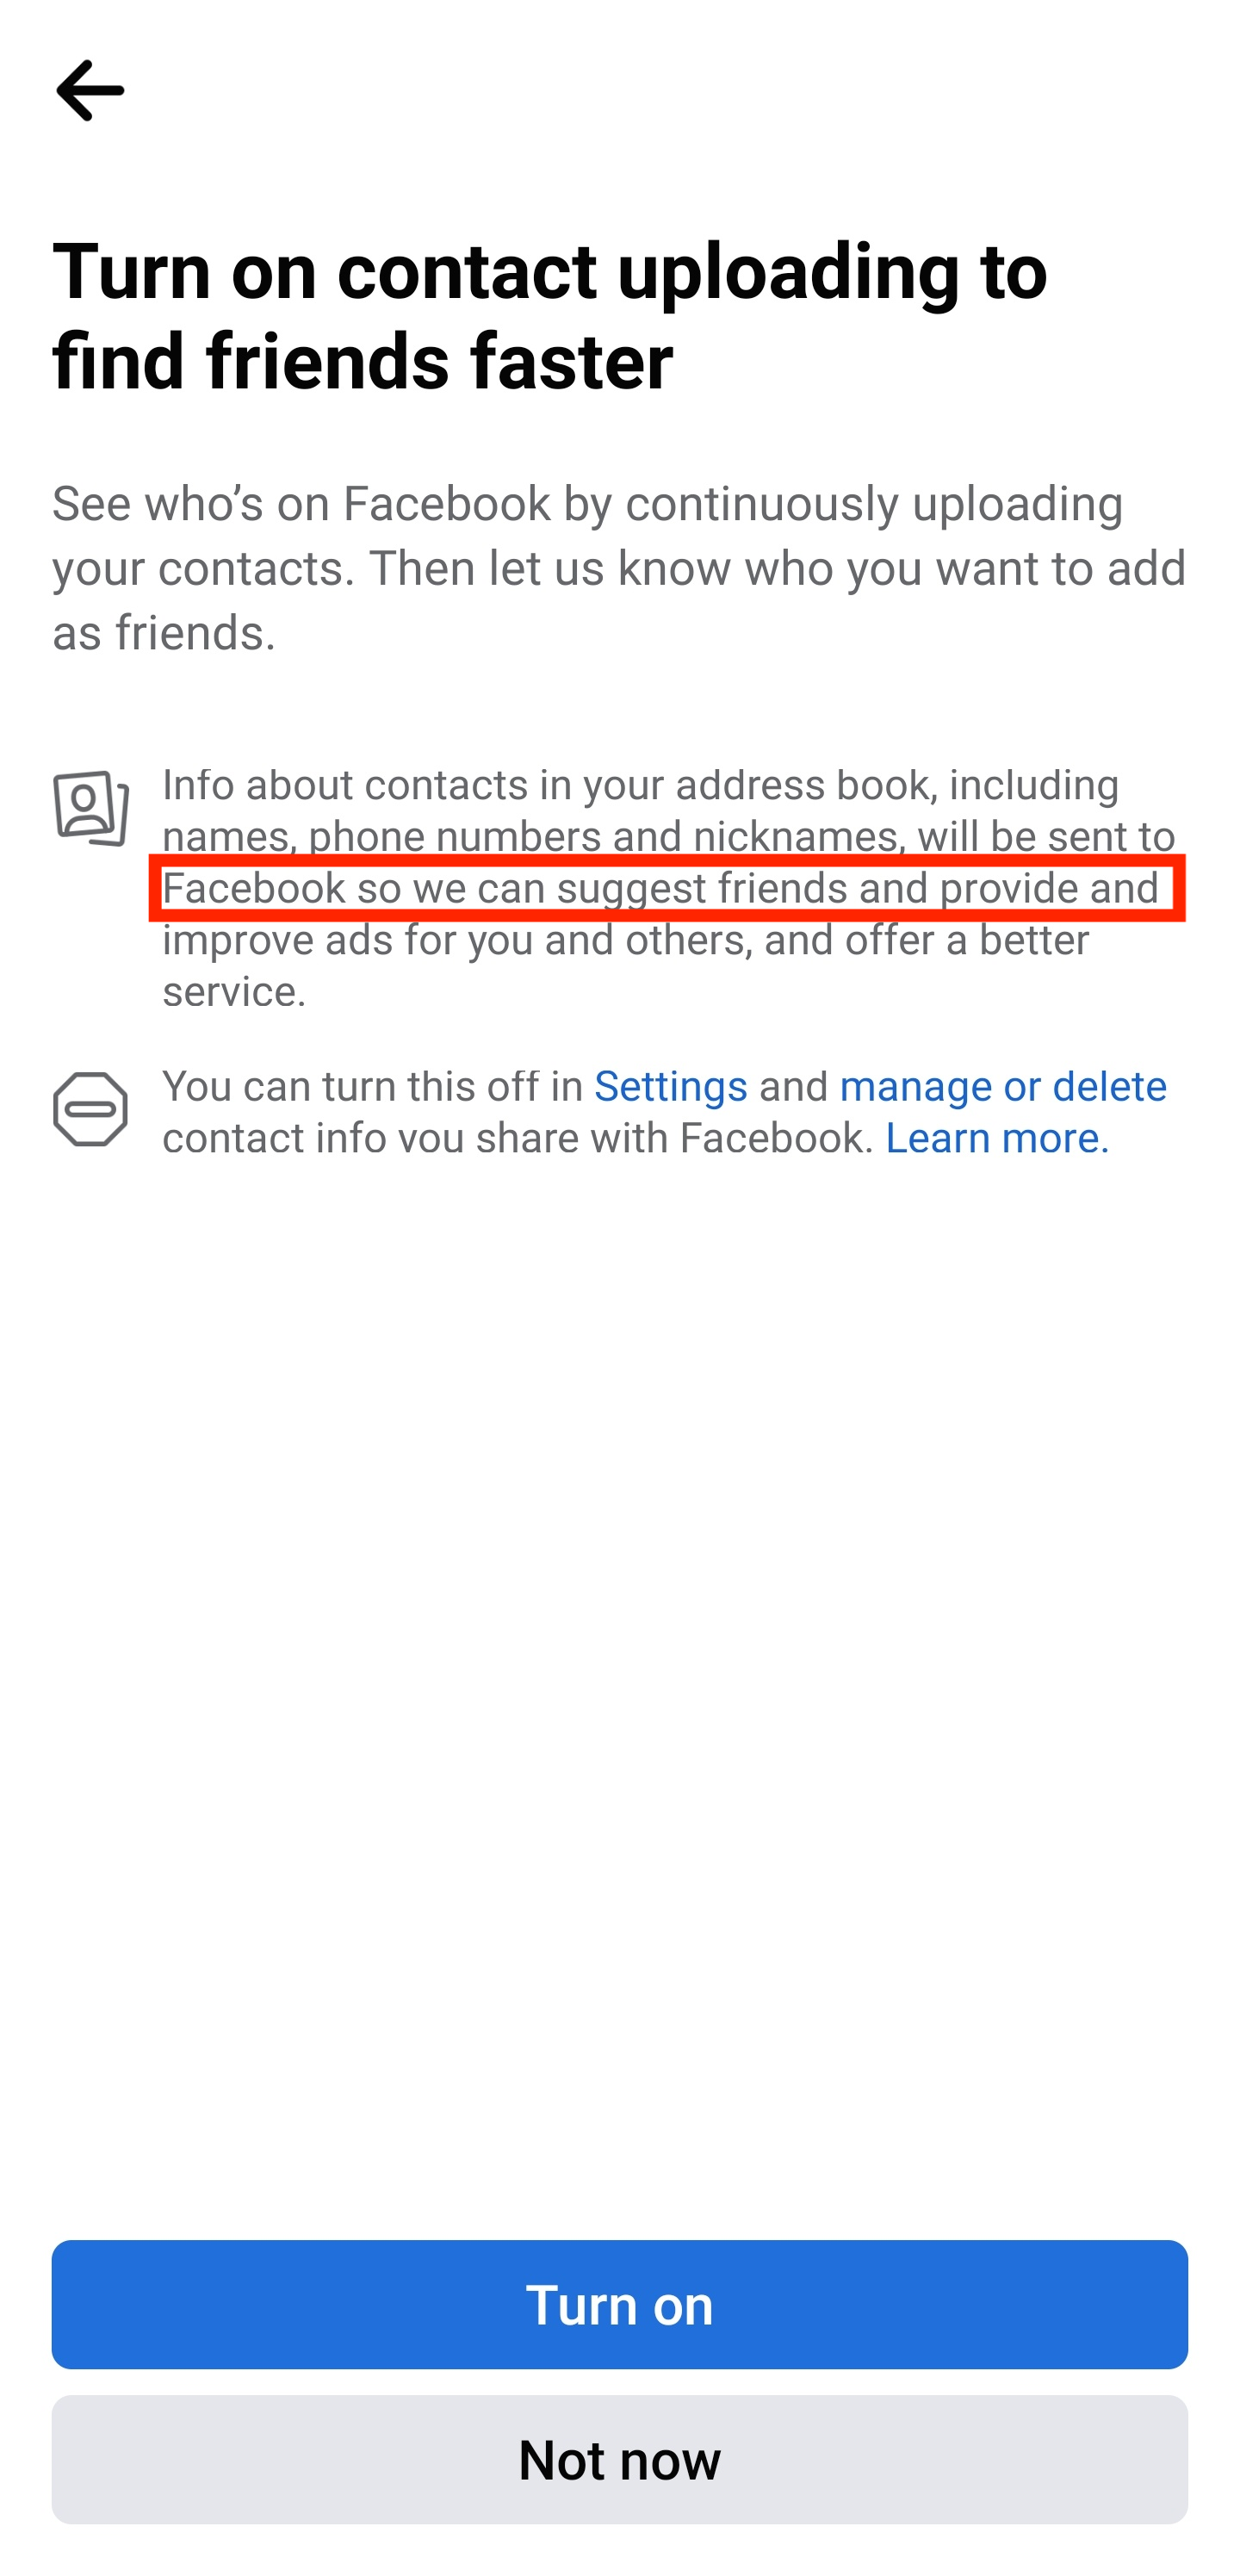 Turn on contact uploading to
find friends faster
See who’s on Facebook by continuously uploading
your contacts. Then let us know who you want to add
as friends.
Info about contacts in your address book, including
names, phone numbers and nicknames, will be sent to
Facebook so we can suggest friends and provide and
improve ads for you and others, and offer a better
service.
You can turn this off in Settings and manage or delete
contact info you share with Facebook. Learn more.
Turn on
Not now